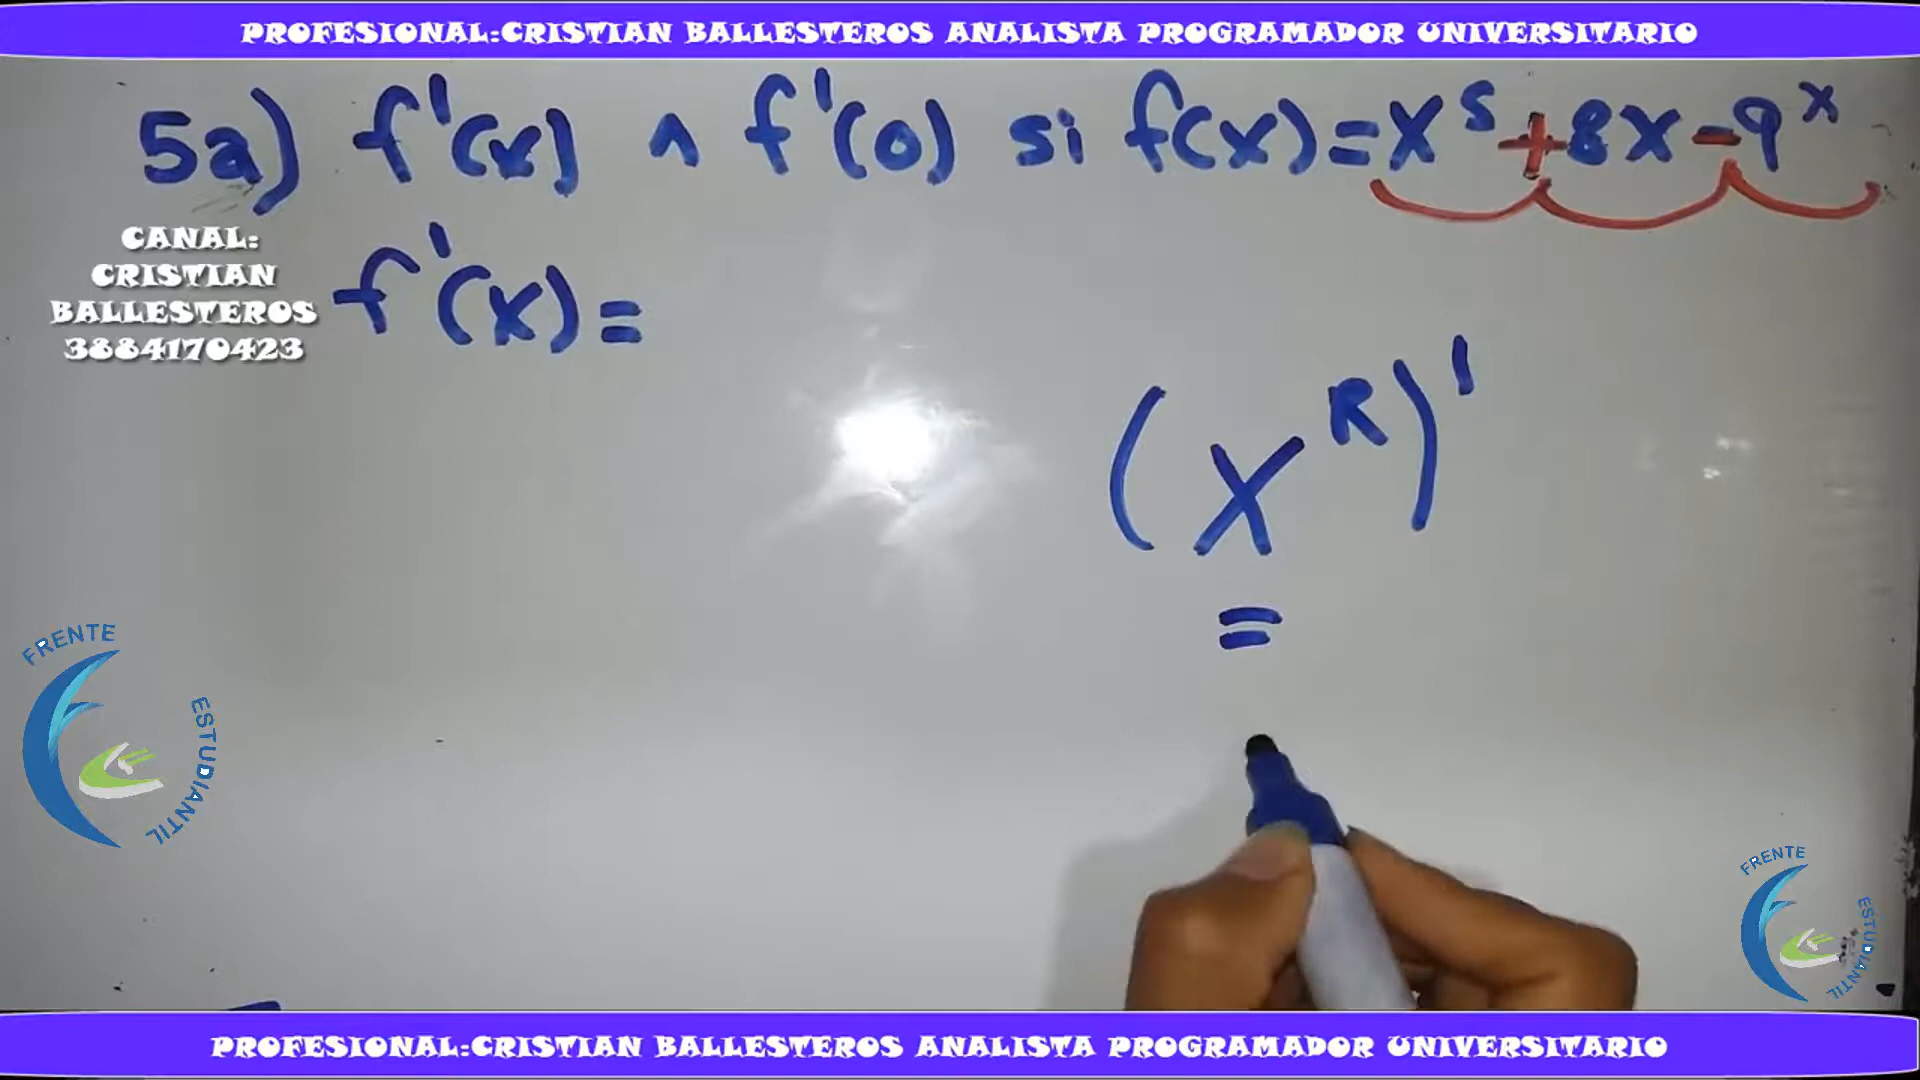 PROFESIONAL:CRISTIAN BALLESTEROS ANALISTA PROGRAMADOR UNIVERSITARIO
5a) f'(x) ∧ f'(0) si f(x)=x⁵+8x-9ˣ
CANAL:
CRISTIAN
BALLESTEROS
3884170423
f'(x)=
(x^R)'
=
FRENTE
ESTUDIANTIL
FRENTE
ESTUDIANTIL
PROFESIONAL:CRISTIAN BALLESTEROS ANALISTA PROGRAMADOR UNIVERSITARIO